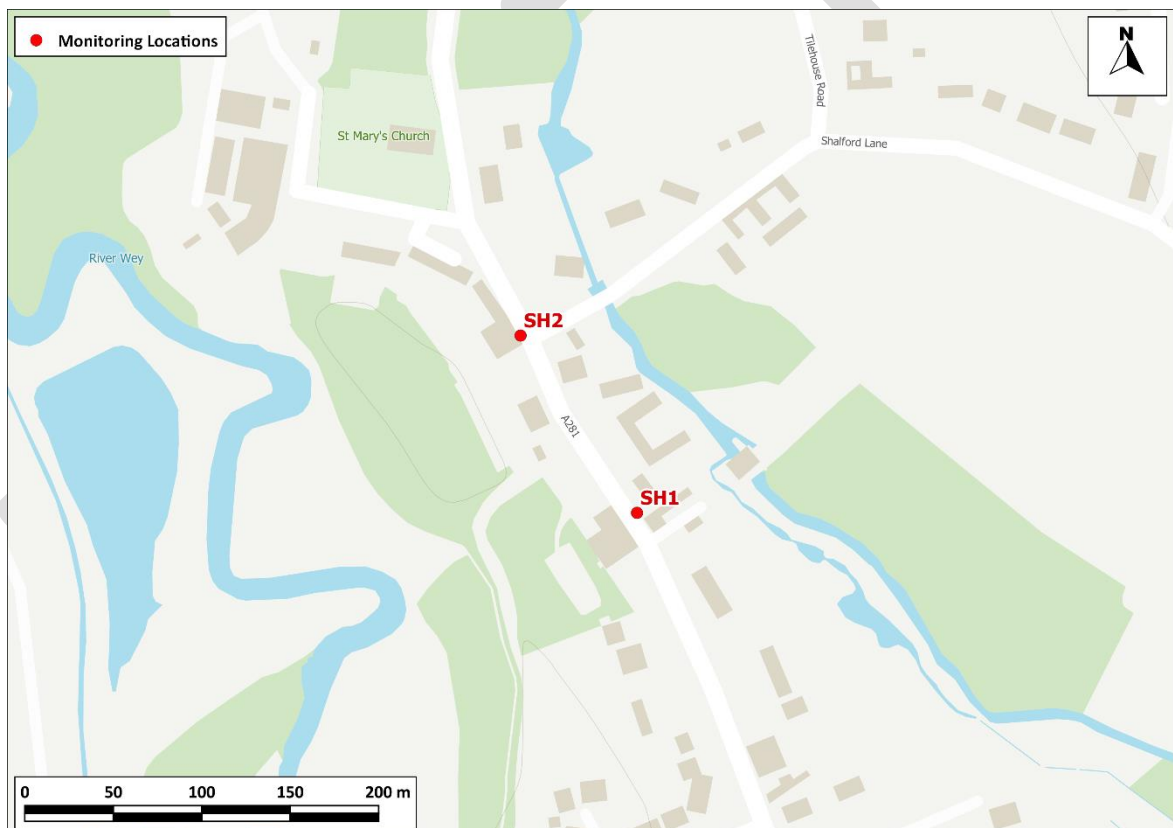 Monitoring Locations
N
Tilehouse Road
St Mary's Church
Shalford Lane
River Wey
SH2
A281
SH1
0 50 100 150 200 m